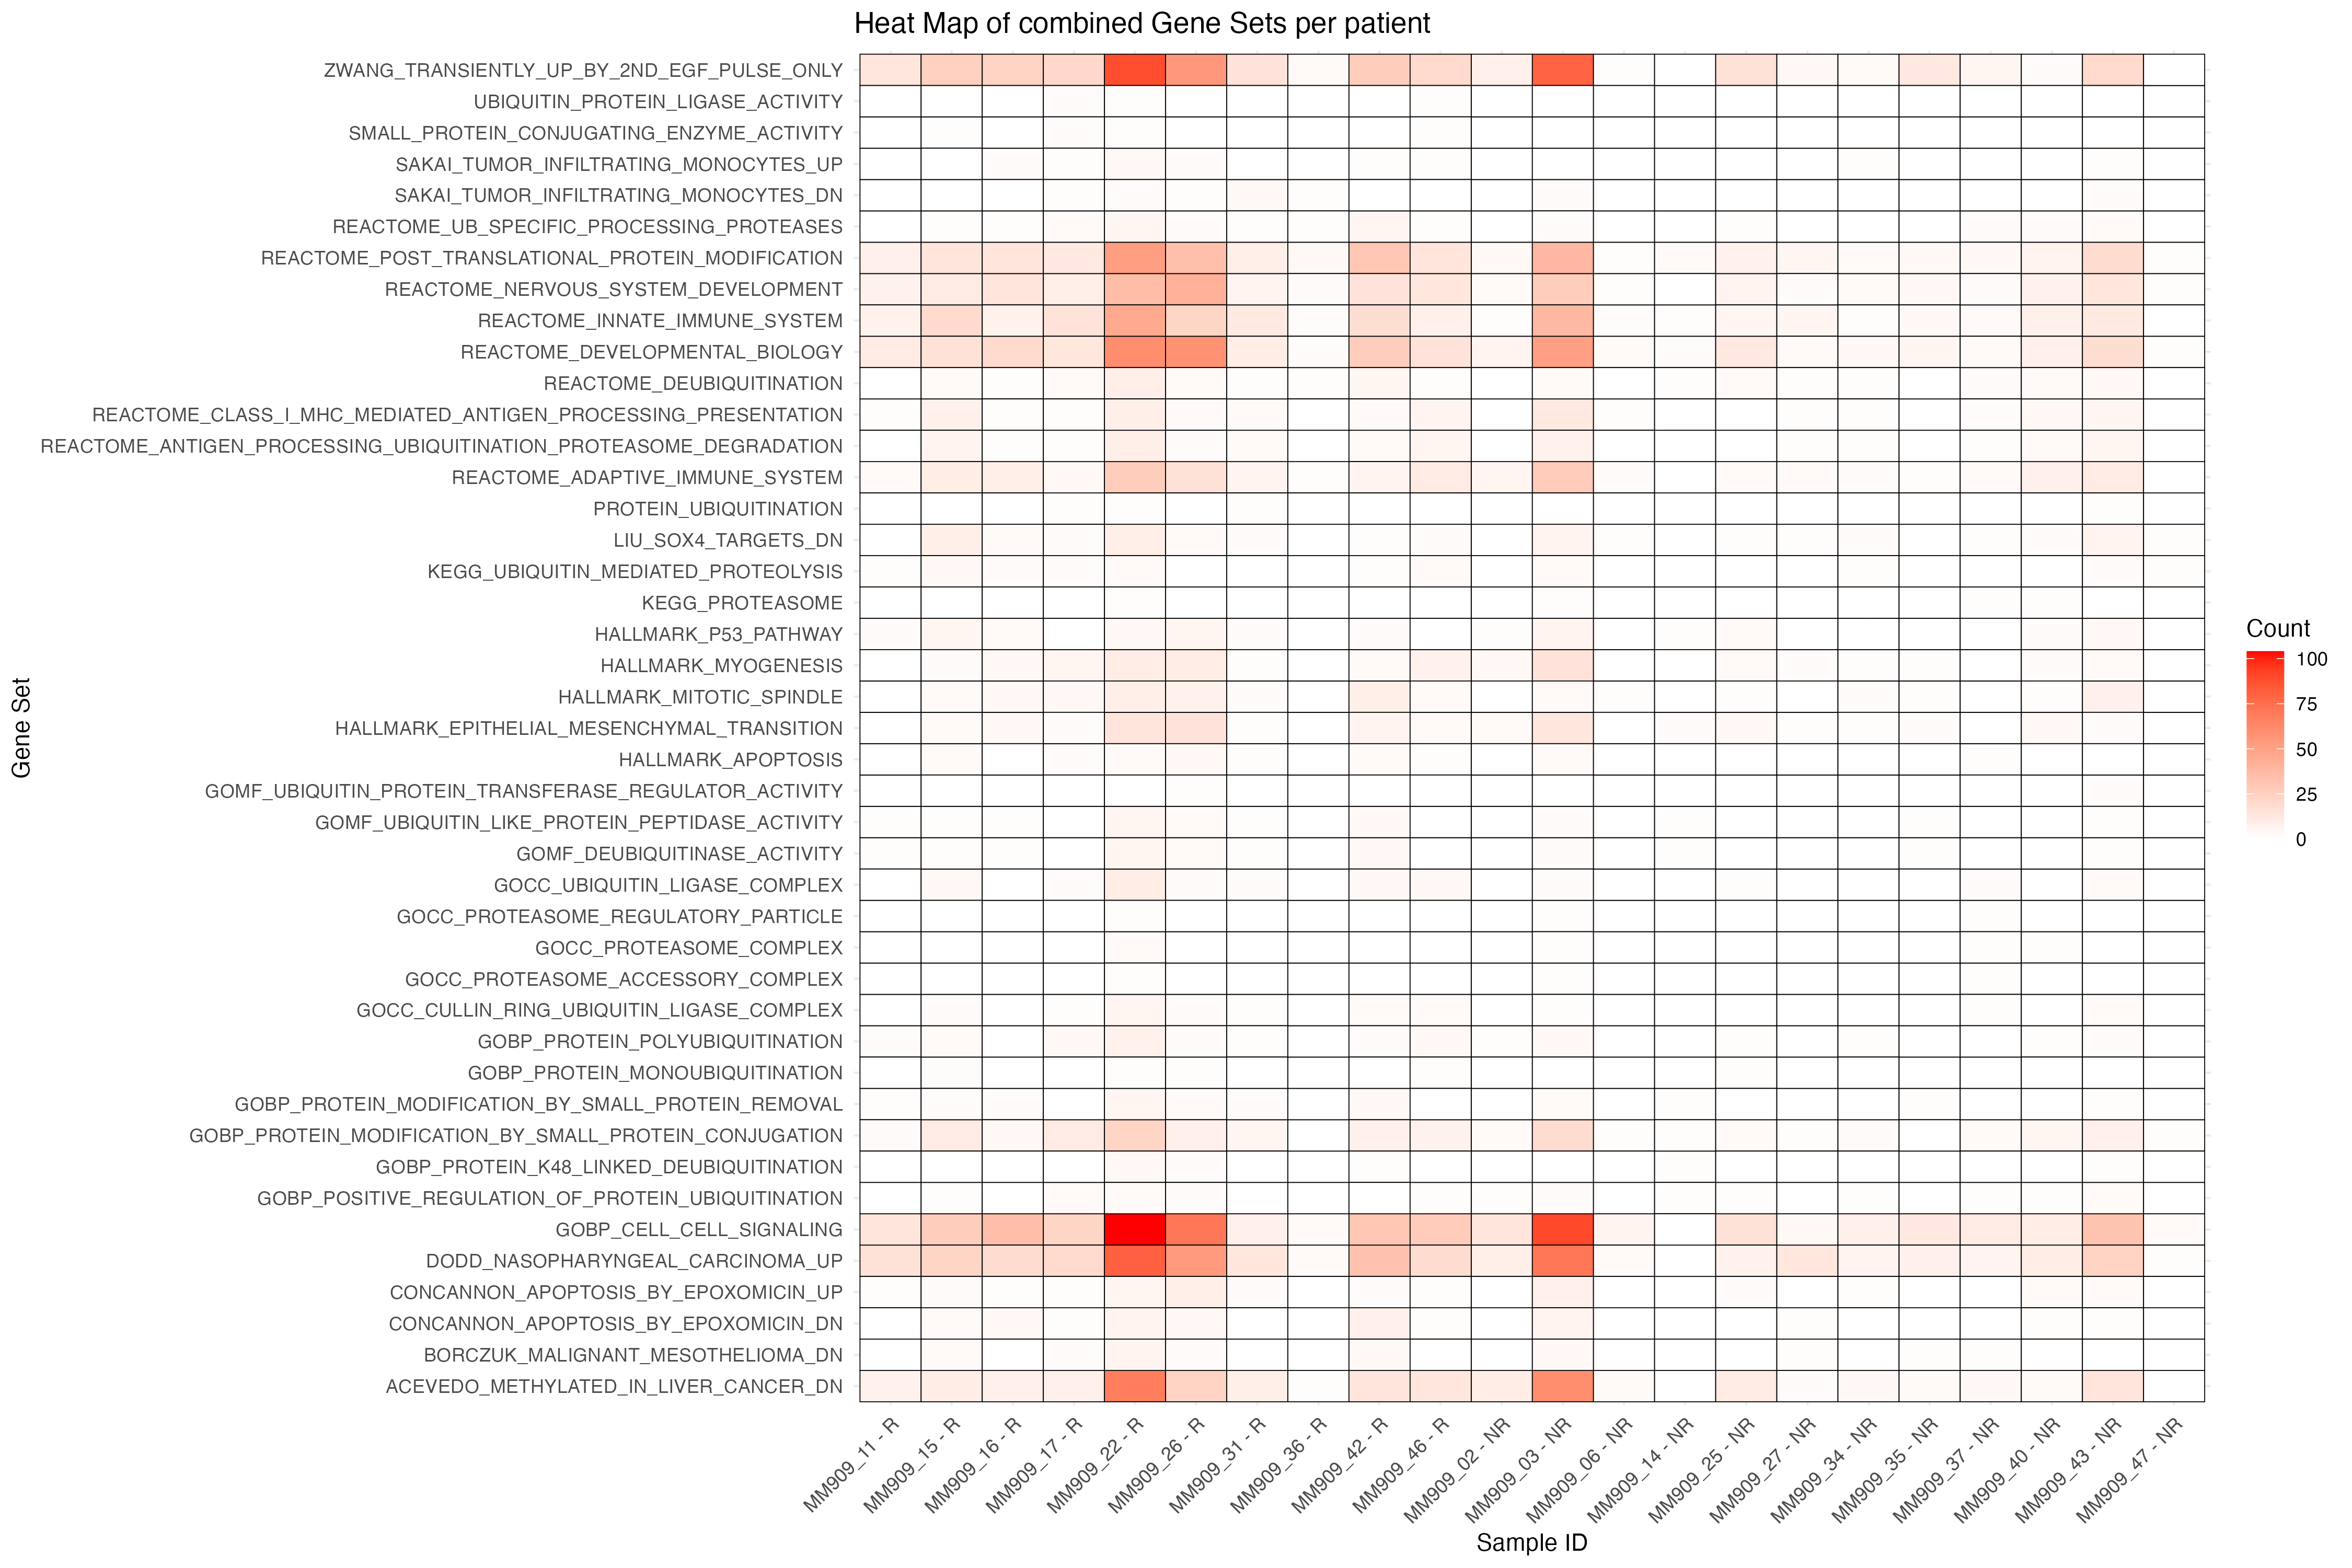 Heat Map of combined Gene Sets per patient
Gene Set
ZWANG_TRANSIENTLY_UP_BY_2ND_EGF_PULSE_ONLY
UBIQUITIN_PROTEIN_LIGASE_ACTIVITY
SMALL_PROTEIN_CONJUGATING_ENZYME_ACTIVITY
SAKAI_TUMOR_INFILTRATING_MONOCYTES_UP
SAKAI_TUMOR_INFILTRATING_MONOCYTES_DN
REACTOME_UB_SPECIFIC_PROCESSING_PROTEASES
REACTOME_POST_TRANSLATIONAL_PROTEIN_MODIFICATION
REACTOME_NERVOUS_SYSTEM_DEVELOPMENT
REACTOME_INNATE_IMMUNE_SYSTEM
REACTOME_DEVELOPMENTAL_BIOLOGY
REACTOME_DEUBIQUITINATION
REACTOME_CLASS_I_MHC_MEDIATED_ANTIGEN_PROCESSING_PRESENTATION
REACTOME_ANTIGEN_PROCESSING_UBIQUITINATION_PROTEASOME_DEGRADATION
REACTOME_ADAPTIVE_IMMUNE_SYSTEM
PROTEIN_UBIQUITINATION
LIU_SOX4_TARGETS_DN
KEGG_UBIQUITIN_MEDIATED_PROTEOLYSIS
KEGG_PROTEASOME
HALLMARK_P53_PATHWAY
HALLMARK_MYOGENESIS
HALLMARK_MITOTIC_SPINDLE
HALLMARK_EPITHELIAL_MESENCHYMAL_TRANSITION
HALLMARK_APOPTOSIS
GOMF_UBIQUITIN_PROTEIN_TRANSFERASE_REGULATOR_ACTIVITY
GOMF_UBIQUITIN_LIKE_PROTEIN_PEPTIDASE_ACTIVITY
GOMF_DEUBIQUITINASE_ACTIVITY
GOCC_UBIQUITIN_LIGASE_COMPLEX
GOCC_PROTEASOME_REGULATORY_PARTICLE
GOCC_PROTEASOME_COMPLEX
GOCC_PROTEASOME_ACCESSORY_COMPLEX
GOCC_CULLIN_RING_UBIQUITIN_LIGASE_COMPLEX
GOBP_PROTEIN_POLYUBIQUITINATION
GOBP_PROTEIN_MONOUBIQUITINATION
GOBP_PROTEIN_MODIFICATION_BY_SMALL_PROTEIN_REMOVAL
GOBP_PROTEIN_MODIFICATION_BY_SMALL_PROTEIN_CONJUGATION
GOBP_PROTEIN_K48_LINKED_DEUBIQUITINATION
GOBP_POSITIVE_REGULATION_OF_PROTEIN_UBIQUITINATION
GOBP_CELL_CELL_SIGNALING
DODD_NASOPHARYNGEAL_CARCINOMA_UP
CONCANNON_APOPTOSIS_BY_EPOXOMICIN_UP
CONCANNON_APOPTOSIS_BY_EPOXOMICIN_DN
BORCZUK_MALIGNANT_MESOTHELIOMA_DN
ACEVEDO_METHYLATED_IN_LIVER_CANCER_DN
MM909_11 - R
MM909_15 - R
MM909_16 - R
MM909_17 - R
MM909_22 - R
MM909_26 - R
MM909_31 - R
MM909_36 - R
MM909_42 - R
MM909_46 - R
MM909_02 - NR
MM909_03 - NR
MM909_06 - NR
MM909_14 - NR
MM909_25 - NR
MM909_27 - NR
MM909_34 - NR
MM909_35 - NR
MM909_37 - NR
MM909_40 - NR
MM909_43 - NR
MM909_47 - NR
Sample ID
Count
100
75
50
25
0